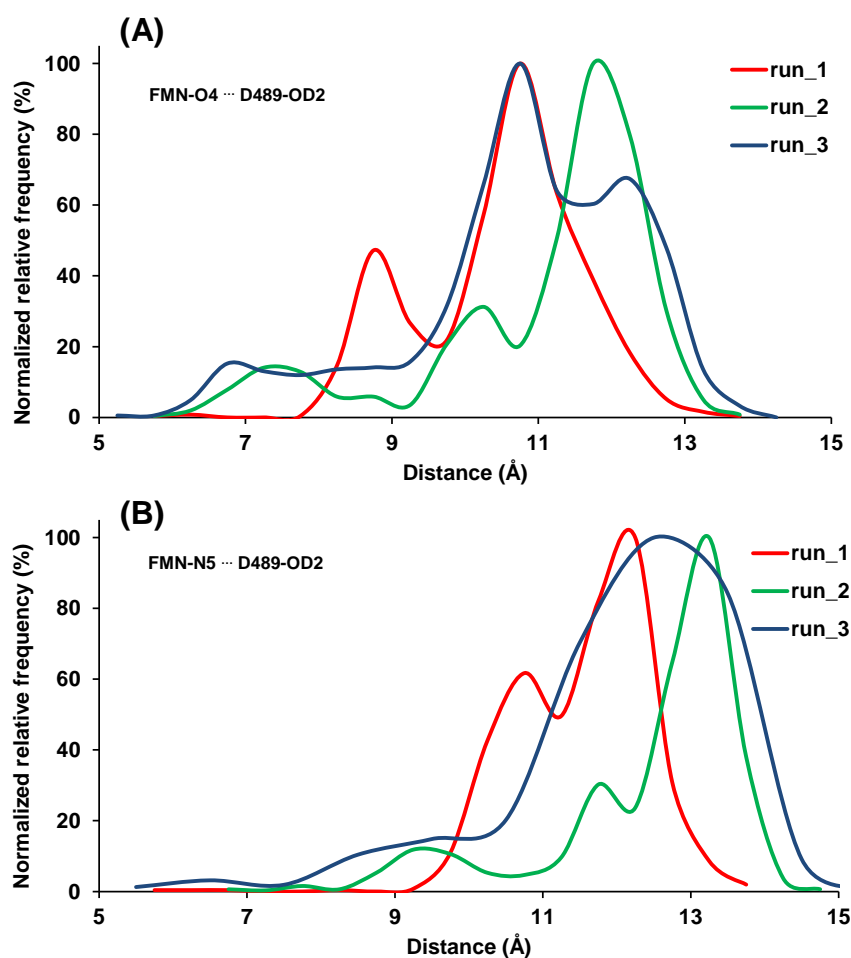 (A)
FMN-O4 ··· D489-OD2
run_1
run_2
run_3
Normalized relative frequency (%)
100
80
60
40
20
0
5 7 9 11 13 15
Distance (Å)
(B)
FMN-N5 ··· D489-OD2
run_1
run_2
run_3
Normalized relative frequency (%)
100
80
60
40
20
0
5 7 9 11 13 15
Distance (Å)